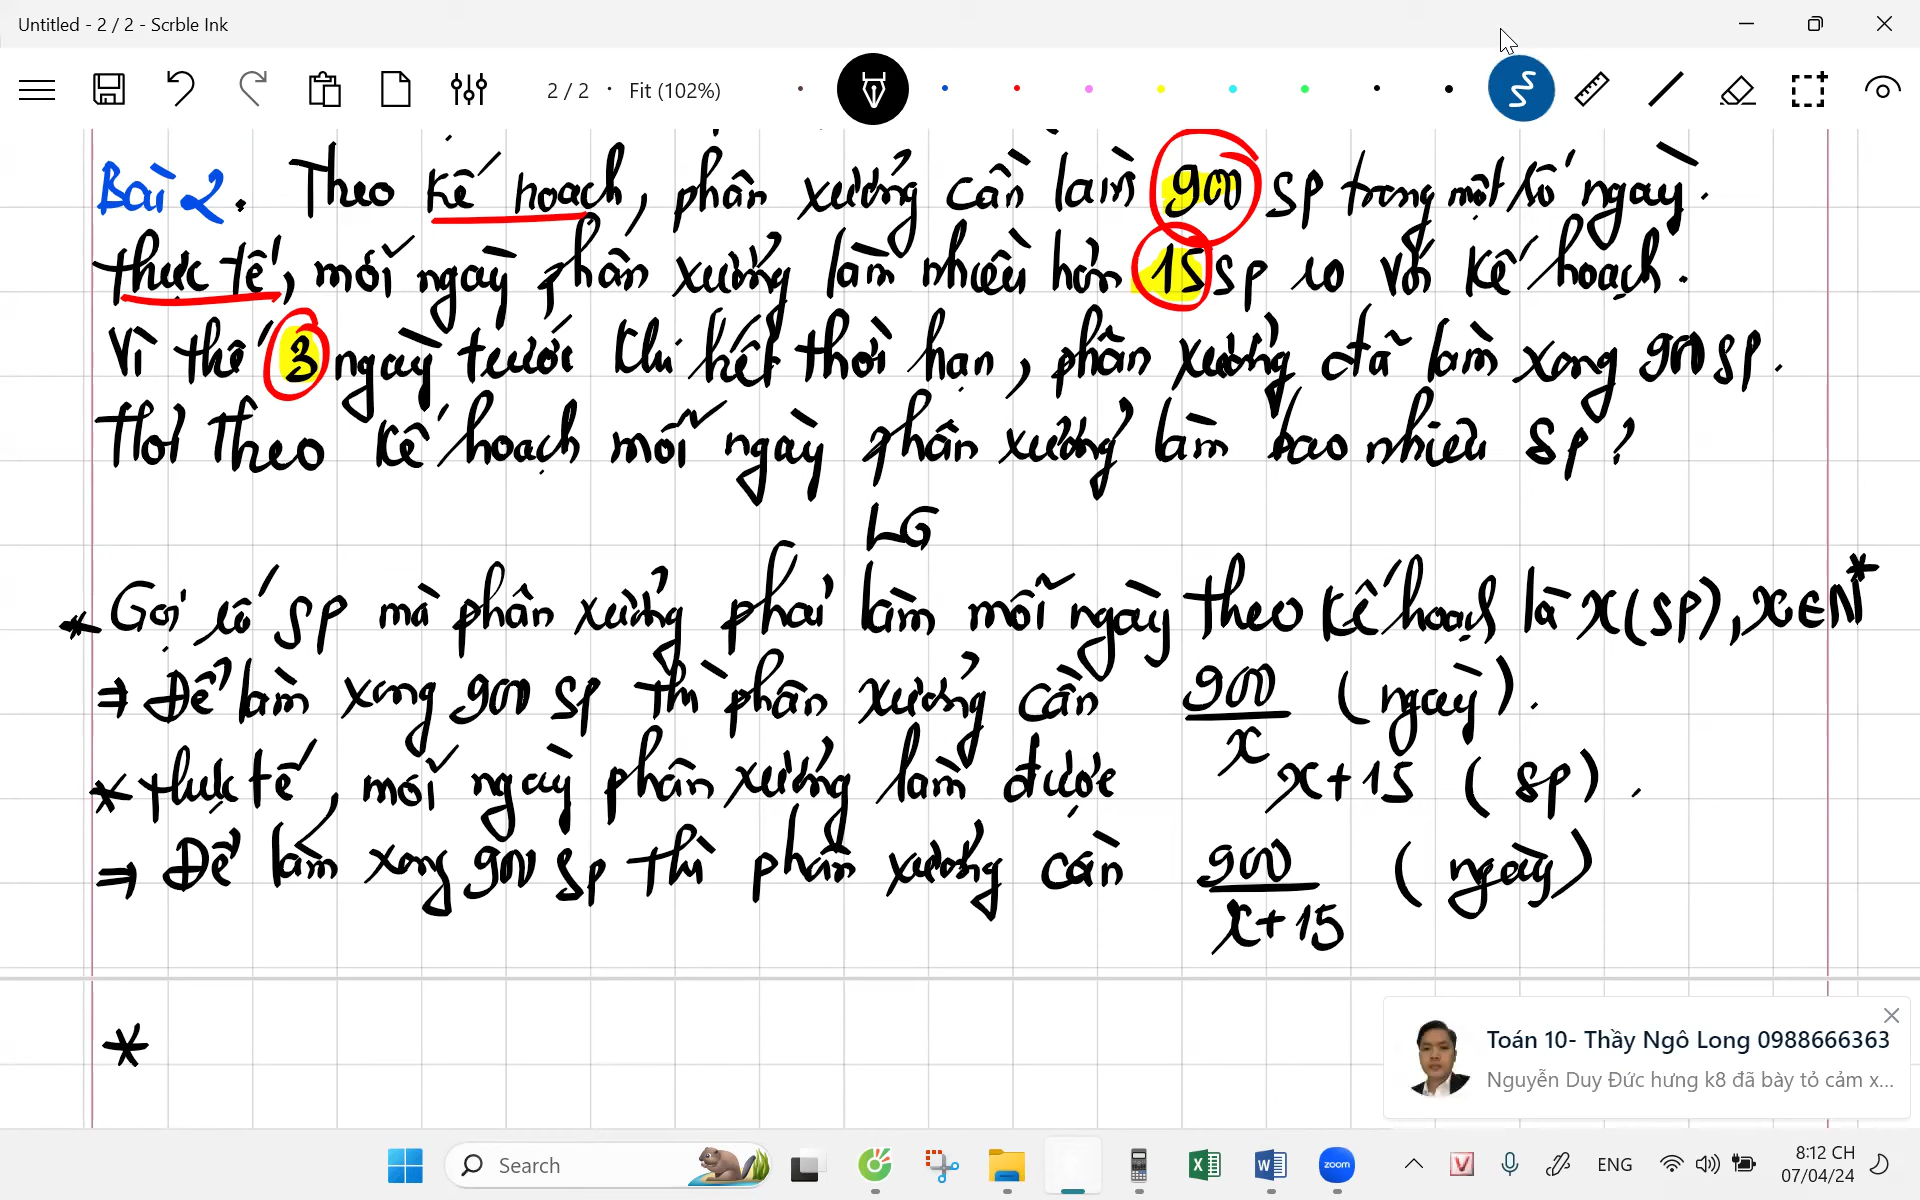 Untitled - 2 / 2 - Scrble Ink
2 / 2 · Fit (102%)
Bài 2. Theo kế hoạch, phân xưởng cần làm 900 SP trong một số ngày.
thực tế, mỗi ngày phân xưởng làm nhiều hơn 15 SP so với kế hoạch.
Vì thế 3 ngày trước khi hết thời hạn, phân xưởng đã làm xong 900 SP.
Hỏi theo kế hoạch mỗi ngày phân xưởng làm bao nhiêu SP?
LG
* Gọi số SP mà phân xưởng phải làm mỗi ngày theo kế hoạch là x (SP), x∈N*
⇒ Để làm xong 900 SP thì phân xưởng cần 900/x (ngày).
* thực tế, mỗi ngày phân xưởng làm được x+15 (SP).
⇒ Để làm xong 900 SP thì phân xưởng cần 900/x+15 (ngày)
*
Toán 10- Thầy Ngô Long 0988666363
Nguyễn Duy Đức hưng k8 đã bày tỏ cảm x...
Search
zoom
ENG
8:12 CH
07/04/24